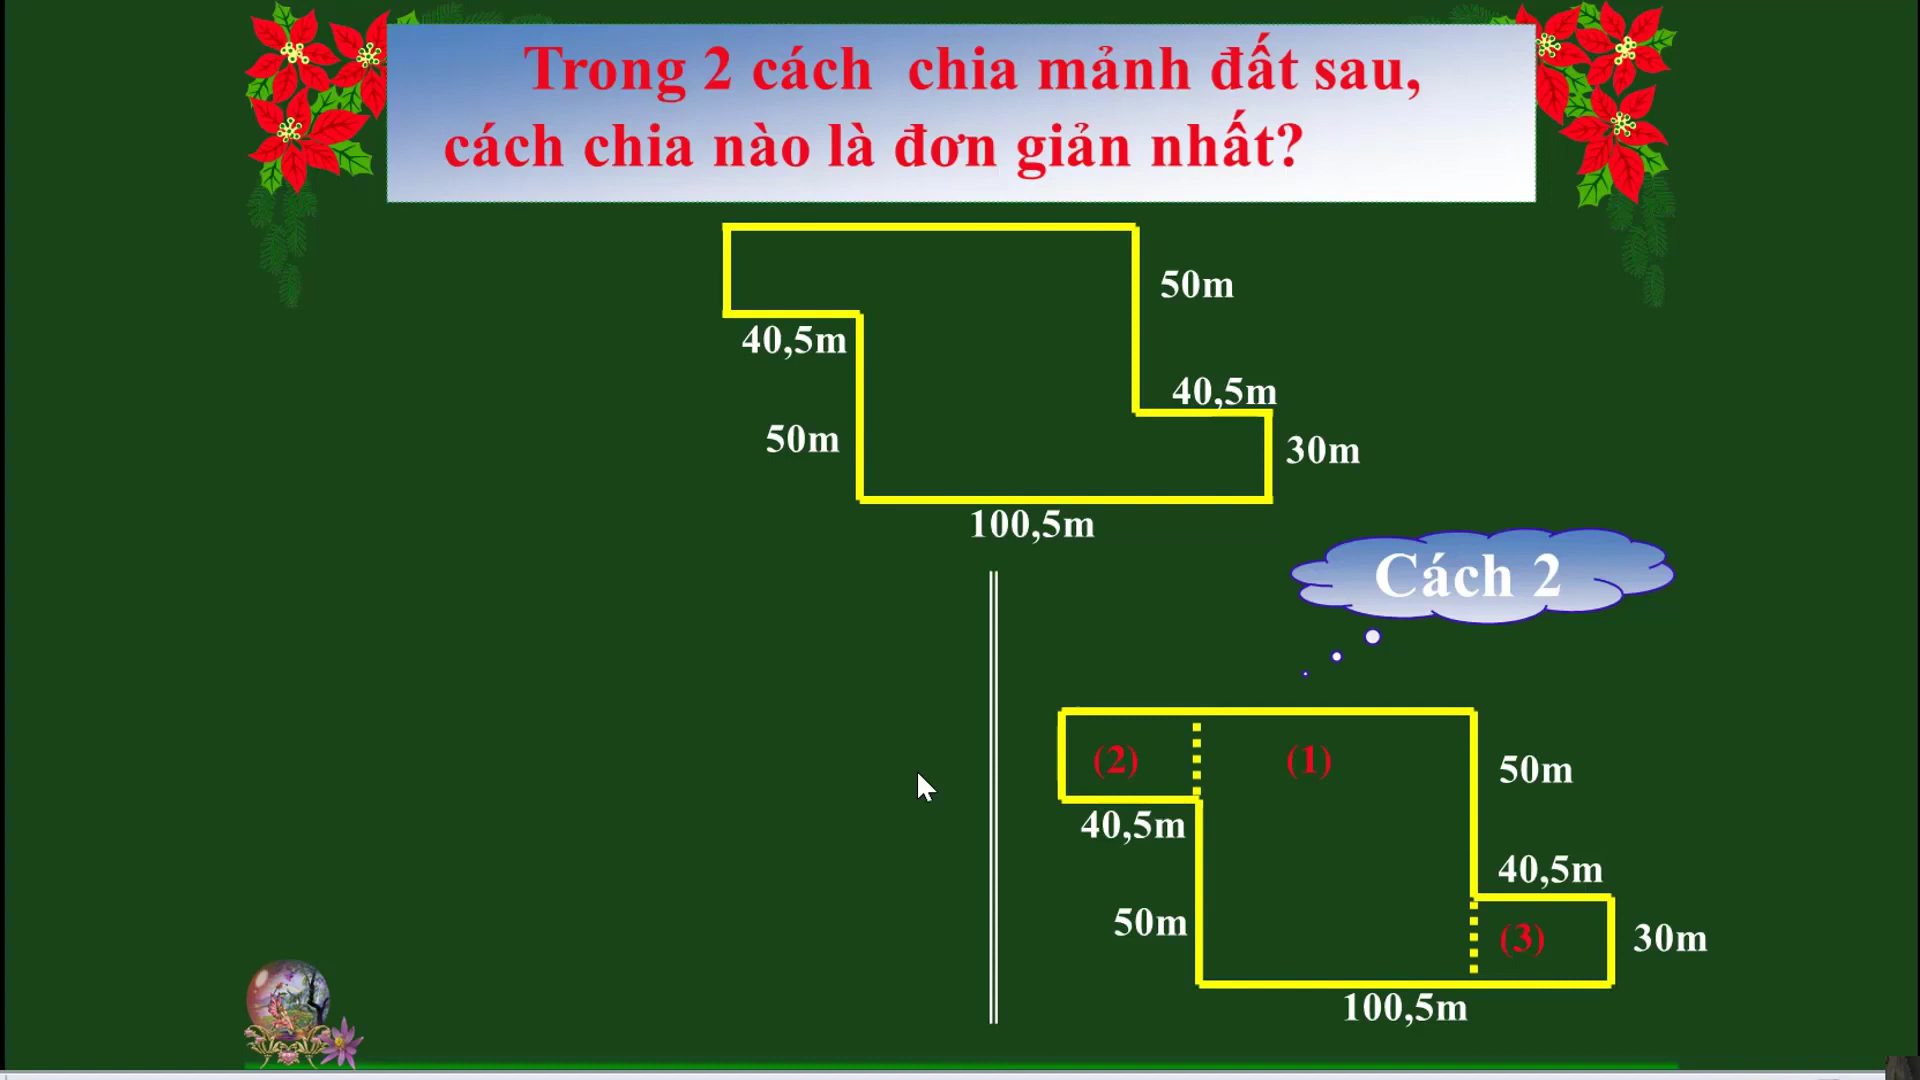 Trong 2 cách chia mảnh đất sau,
cách chia nào là đơn giản nhất?
50m
40,5m
40,5m
50m
30m
100,5m
Cách 2
(2)
(1)
50m
40,5m
40,5m
50m
(3)
30m
100,5m